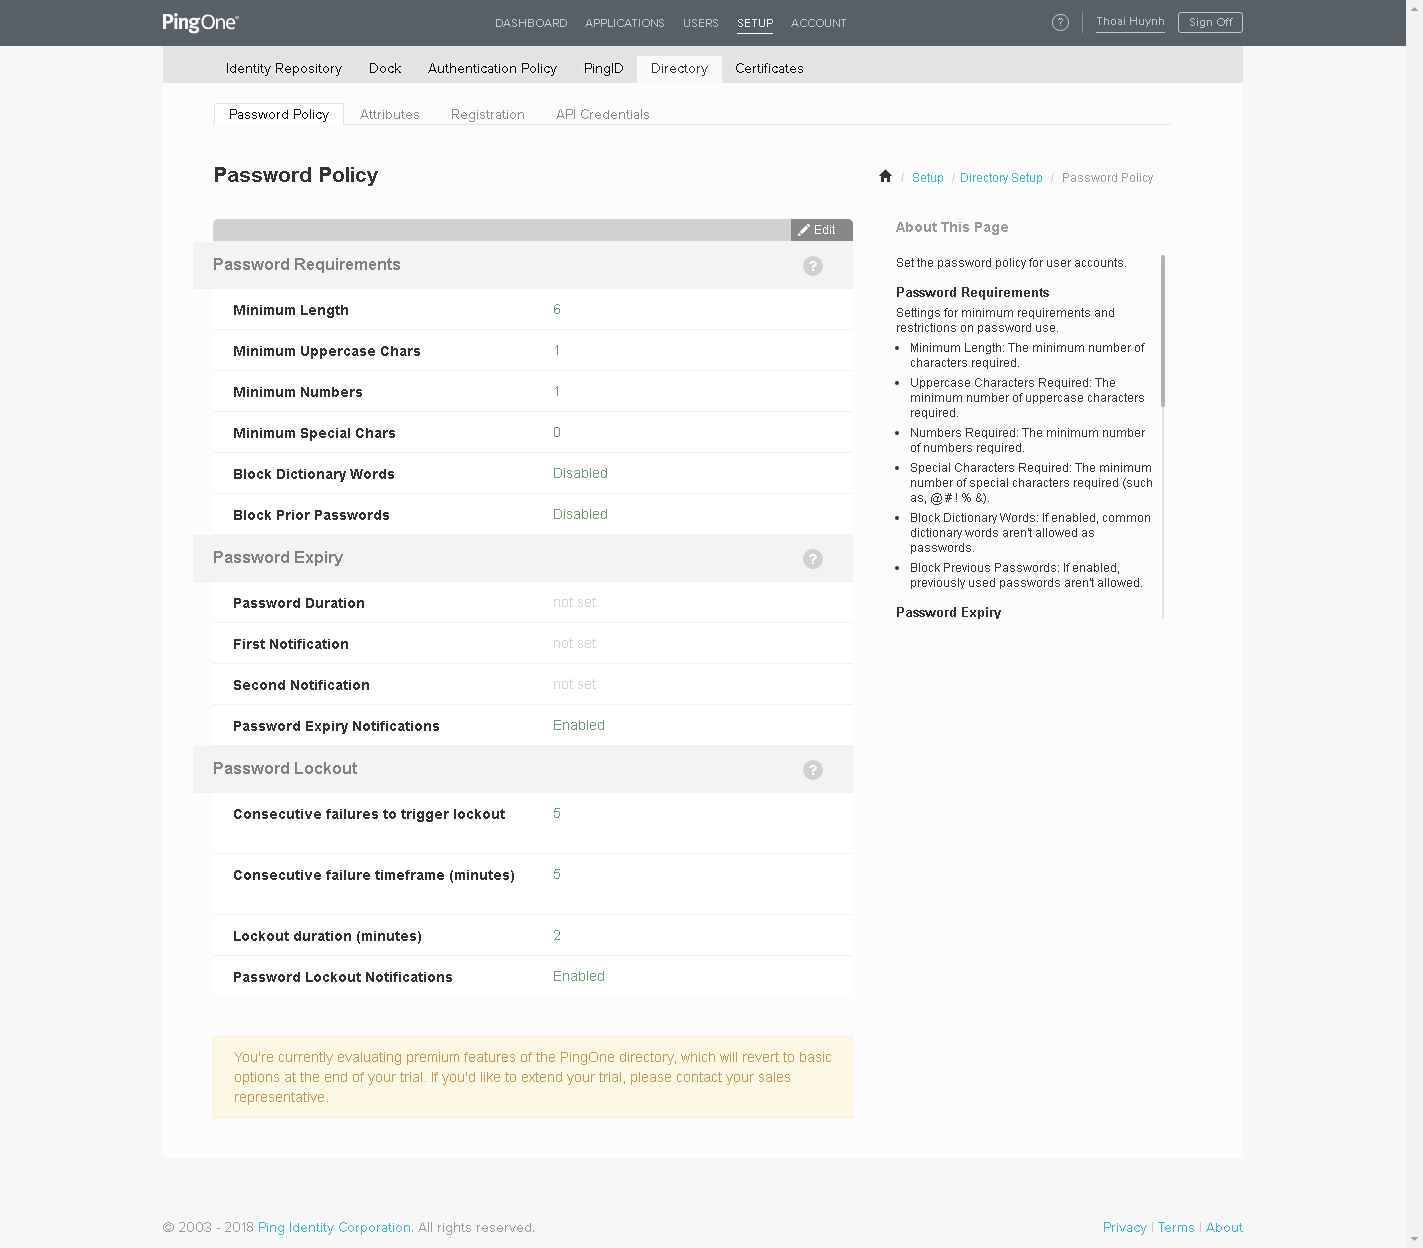 PingOne
DASHBOARD APPLICATIONS USERS SETUP ACCOUNT
? Thoai Huynh Sign Off
Identity Repository Dock Authentication Policy PingID Directory Certificates
Password Policy Attributes Registration API Credentials
Password Policy
/ Setup / Directory Setup / Password Policy
Edit
Password Requirements ?
Minimum Length 6
Minimum Uppercase Chars 1
Minimum Numbers 1
Minimum Special Chars 0
Block Dictionary Words Disabled
Block Prior Passwords Disabled
Password Expiry ?
Password Duration not set
First Notification not set
Second Notification not set
Password Expiry Notifications Enabled
Password Lockout ?
Consecutive failures to trigger lockout 5
Consecutive failure timeframe (minutes) 5
Lockout duration (minutes) 2
Password Lockout Notifications Enabled
You're currently evaluating premium features of the PingOne directory, which will revert to basic
options at the end of your trial. If you'd like to extend your trial, please contact your sales
representative.
About This Page
Set the password policy for user accounts.
Password Requirements
Settings for minimum requirements and
restrictions on password use.
• Minimum Length: The minimum number of
characters required.
• Uppercase Characters Required: The
minimum number of uppercase characters
required.
• Numbers Required: The minimum number
of numbers required.
• Special Characters Required: The minimum
number of special characters required (such
as, @ # ! % &).
• Block Dictionary Words: If enabled, common
dictionary words aren't allowed as
passwords.
• Block Previous Passwords: If enabled,
previously used passwords aren't allowed.
Password Expiry
© 2003 - 2018 Ping Identity Corporation. All rights reserved.
Privacy | Terms | About